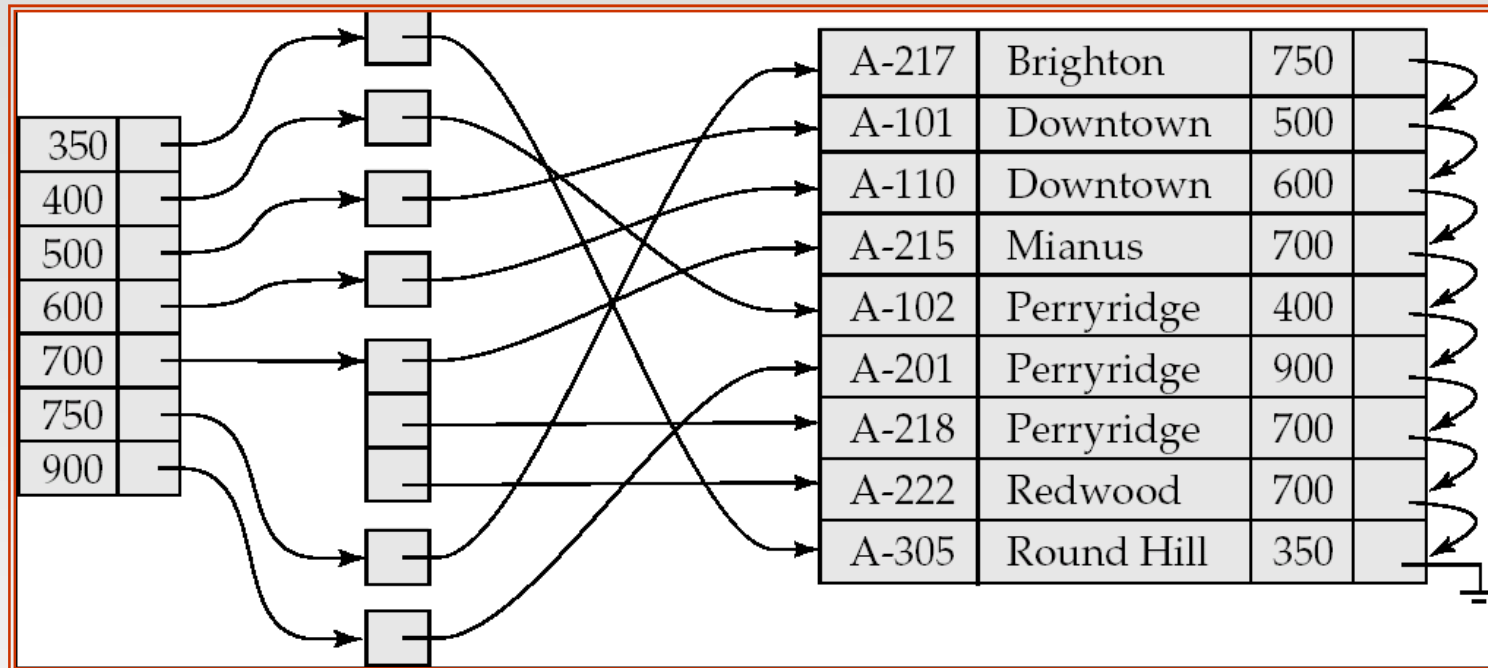 350
400
500
600
700
750
900
A-217 Brighton 750
A-101 Downtown 500
A-110 Downtown 600
A-215 Mianus 700
A-102 Perryridge 400
A-201 Perryridge 900
A-218 Perryridge 700
A-222 Redwood 700
A-305 Round Hill 350